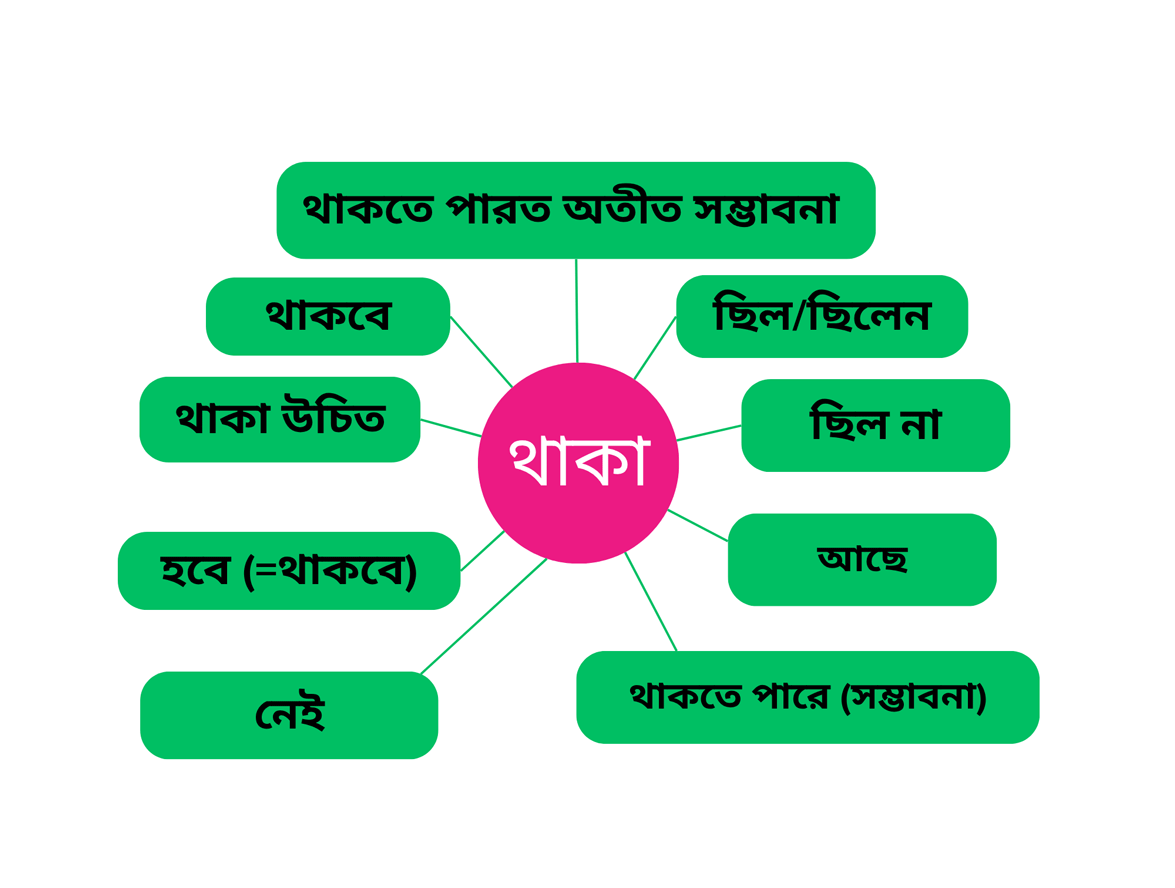 থাকতে পারত অতীত সম্ভাবনা
থাকবে
ছিল/ছিলেন
থাকা উচিত
ছিল না
থাকা
হবে (=থাকবে)
আছে
নেই
থাকতে পারে (সম্ভাবনা)